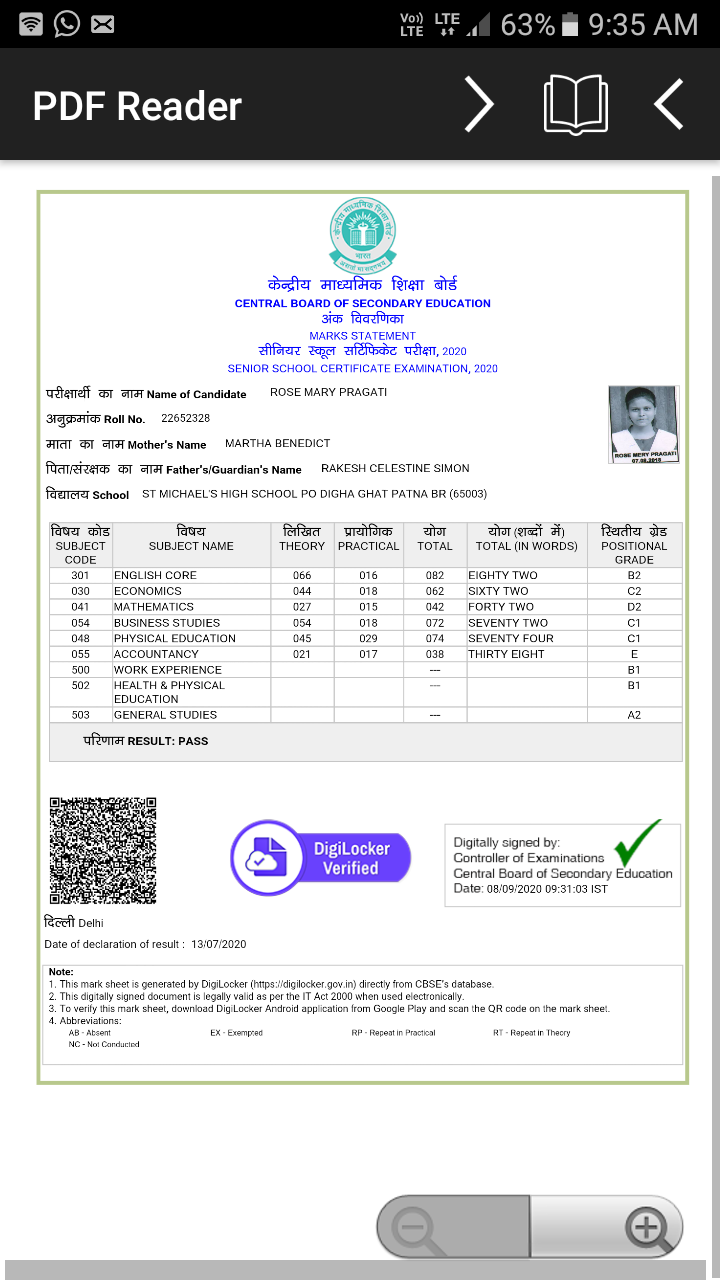 Vo)) LTE LTE 63% 9:35 AM
PDF Reader
केन्द्रीय माध्यमिक शिक्षा बोर्ड
भारत
असतो मा सद्गमय
केन्द्रीय माध्यमिक शिक्षा बोर्ड
CENTRAL BOARD OF SECONDARY EDUCATION
अंक विवरणिका
MARKS STATEMENT
सीनियर स्कूल सर्टिफिकेट परीक्षा, 2020
SENIOR SCHOOL CERTIFICATE EXAMINATION, 2020
परीक्षार्थी का नाम Name of Candidate ROSE MARY PRAGATI
अनुक्रमांक Roll No. 22652328
माता का नाम Mother's Name MARTHA BENEDICT
पिता/संरक्षक का नाम Father's/Guardian's Name RAKESH CELESTINE SIMON
विद्यालय School ST MICHAEL'S HIGH SCHOOL PO DIGHA GHAT PATNA BR (65003)
ROSE MERY PRAGATI
07.08.2019
विषय कोड विषय लिखित प्रायोगिक योग योग (शब्दों में) स्थितीय ग्रेड
SUBJECT CODE SUBJECT NAME THEORY PRACTICAL TOTAL TOTAL (IN WORDS) POSITIONAL GRADE
301 ENGLISH CORE 066 016 082 EIGHTY TWO B2
030 ECONOMICS 044 018 062 SIXTY TWO C2
041 MATHEMATICS 027 015 042 FORTY TWO D2
054 BUSINESS STUDIES 054 018 072 SEVENTY TWO C1
048 PHYSICAL EDUCATION 045 029 074 SEVENTY FOUR C1
055 ACCOUNTANCY 021 017 038 THIRTY EIGHT E
500 WORK EXPERIENCE --- B1
502 HEALTH & PHYSICAL EDUCATION --- B1
503 GENERAL STUDIES --- A2
परिणाम RESULT: PASS
DigiLocker
Verified
Digitally signed by:
Controller of Examinations
Central Board of Secondary Education
Date: 08/09/2020 09:31:03 IST
दिल्ली Delhi
Date of declaration of result : 13/07/2020
Note:
1. This mark sheet is generated by DigiLocker (https://digilocker.gov.in) directly from CBSE's database.
2. This digitally signed document is legally valid as per the IT Act 2000 when used electronically.
3. To verify this mark sheet, download DigiLocker Android application from Google Play and scan the QR code on the mark sheet.
4. Abbreviations:
AB - Absent EX - Exempted RP - Repeat in Practical RT - Repeat in Theory
NC - Not Conducted